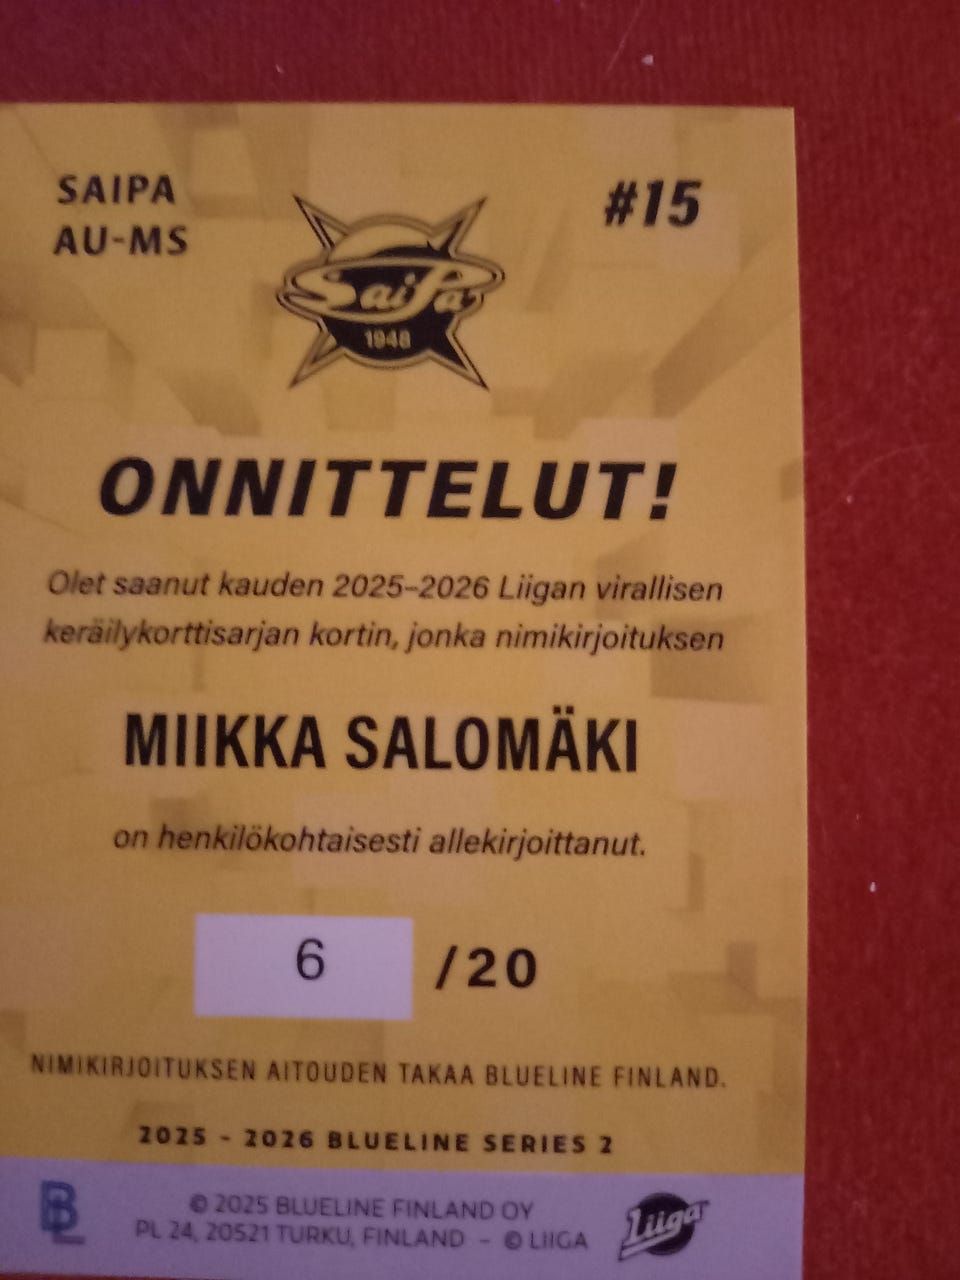 SAIPA
AU-MS
#15
SaiPa
1948
ONNITTELUT!
Olet saanut kauden 2025–2026 Liigan virallisen
keräilykorttisarjan kortin, jonka nimikirjoituksen
MIIKKA SALOMÄKI
on henkilökohtaisesti allekirjoittanut.
6 /20
NIMIKIRJOITUKSEN AITOUDEN TAKAA BLUELINE FINLAND.
2025 - 2026 BLUELINE SERIES 2
BL
© 2025 BLUELINE FINLAND OY
PL 24, 20521 TURKU, FINLAND - © LIIGA
Liiga